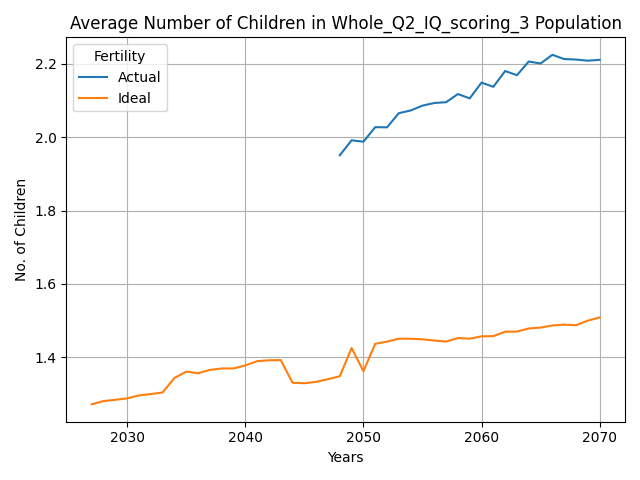 Average Number of Children in Whole_Q2_IQ_scoring_3 Population
Fertility
Actual
Ideal
No. of Children
2.2
2.0
1.8
1.6
1.4
2030 2040 2050 2060 2070
Years